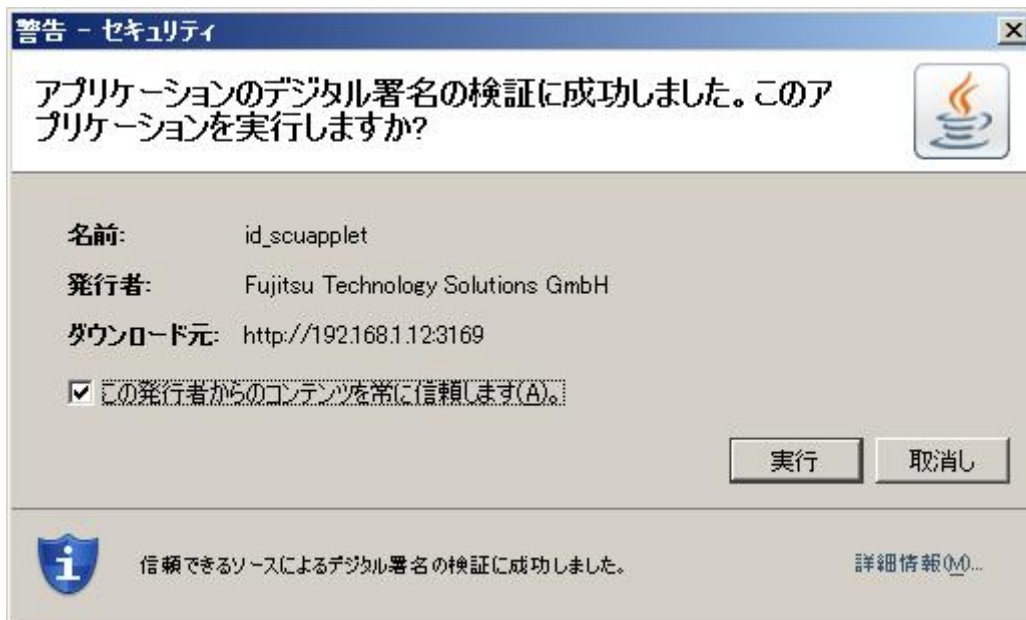 警告 - セキュリティ
アプリケーションのデジタル署名の検証に成功しました。このア
プリケーションを実行しますか?
名前: id_scuapplet
発行者: Fujitsu Technology Solutions GmbH
ダウンロード元: http://192.168.1.12:3169
この発行者からのコンテンツを常に信頼します(A)。
実行 取消し
信頼できるソースによるデジタル署名の検証に成功しました。 詳細情報(M)...